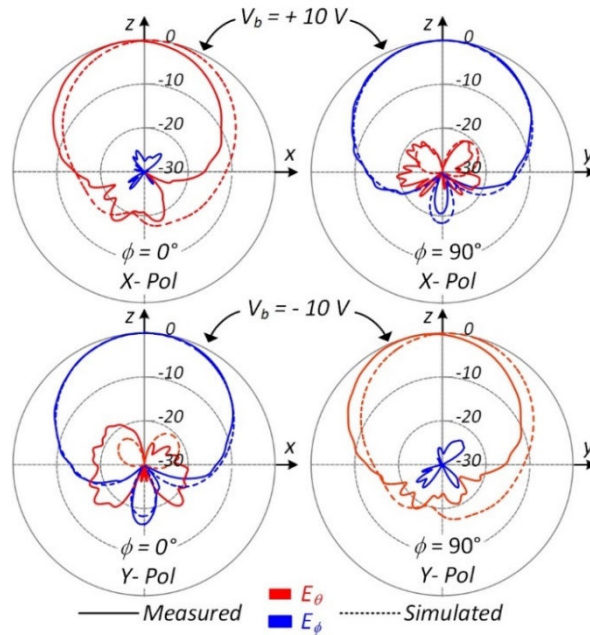 z V_b = + 10 V z
0 0
-10 -10
-20 -20
-30 x -30 y
ϕ = 0° ϕ = 90°
X- Pol X- Pol
z V_b = - 10 V z
0 0
-10 -10
-20 -20
-30 x -30 y
ϕ = 0° ϕ = 90°
Y- Pol Y- Pol
E_θ
Measured E_ϕ Simulated